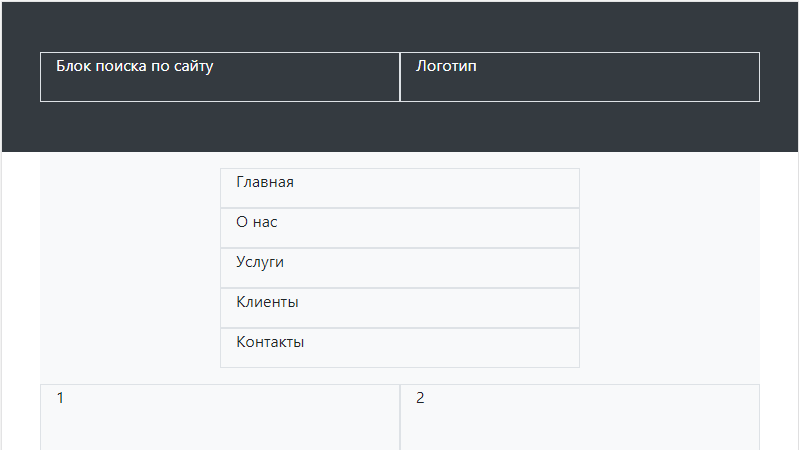 Блок поиска по сайту
Логотип
Главная
О нас
Услуги
Клиенты
Контакты
1
2